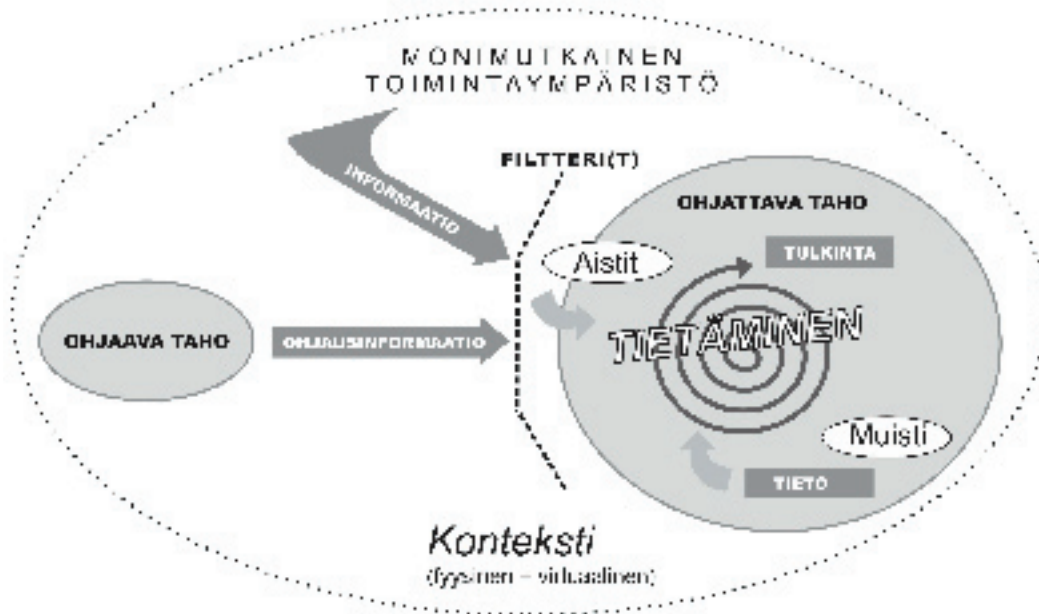 MONIMUTKAINEN
TOIMINTAYMPÄRISTÖ
INFORMAATIO
FILTTERI(T)
OHJATTAVA TAHO
Aistit
TULKINTA
OHJAAVA TAHO
OHJAUSINFORMAATIO
TIETÄMINEN
Muisti
TIETO
Konteksti
(fyysinen – virtuaalinen)